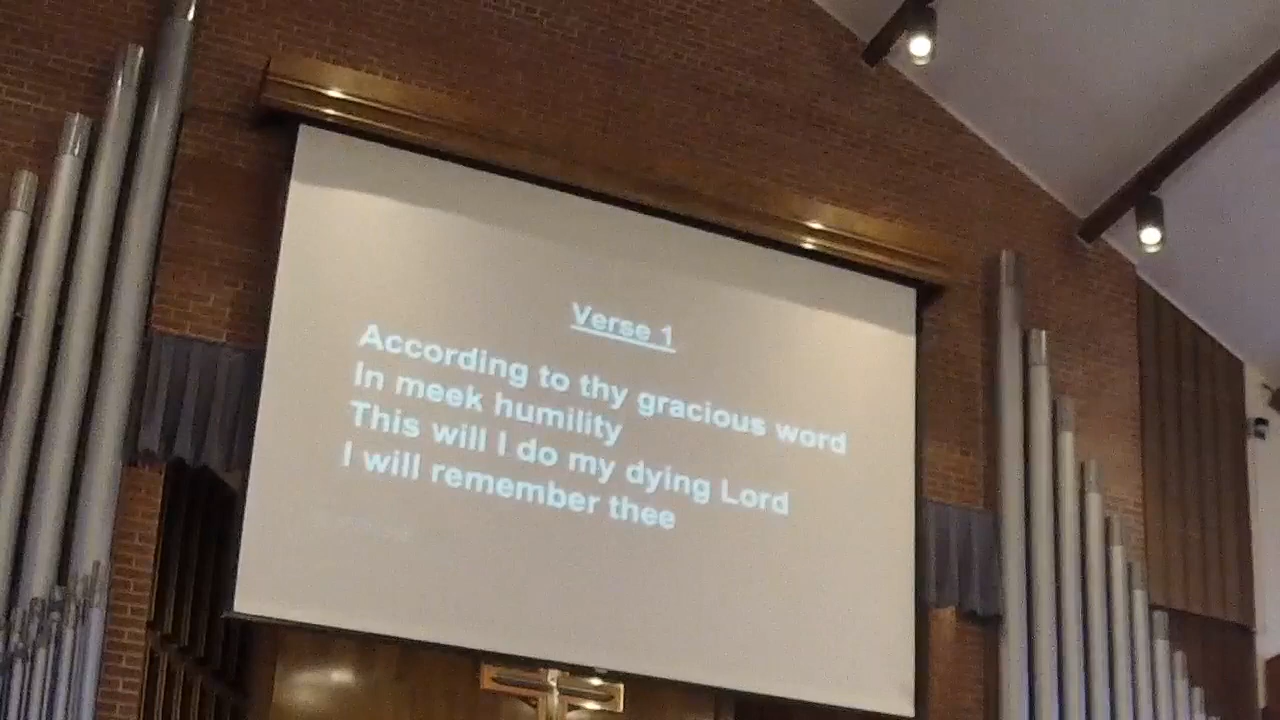 Verse 1
According to thy gracious word
In meek humility
This will I do my dying Lord
I will remember thee